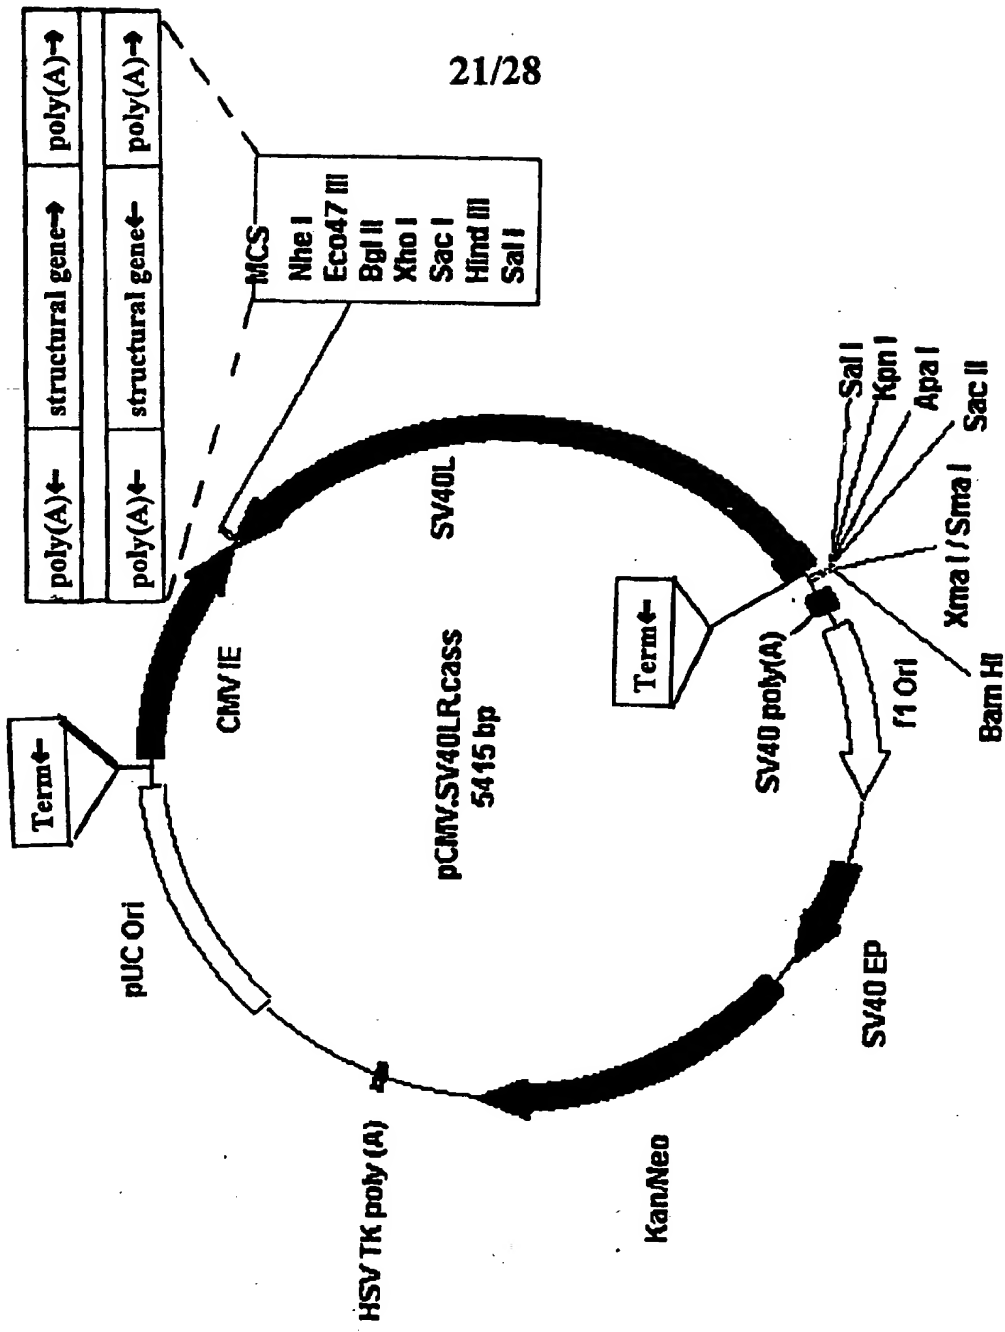 21/28
poly(A)← structural gene→ poly(A)→
poly(A)← structural gene← poly(A)→
MCS
Nhe I
Eco47 III
Bgl II
Xho I
Sac I
Hind III
Sal I
Term←
pUC Ori
CMV IE
SV40L
pCMV.SV40LR.cass
5415 bp
Term←
SV40 poly(A)
Sal I
Kpn I
Apa I
Sac II
Xma I / Sma I
Bam HI
f1 Ori
SV40 EP
Kan/Neo
HSV TK poly (A)